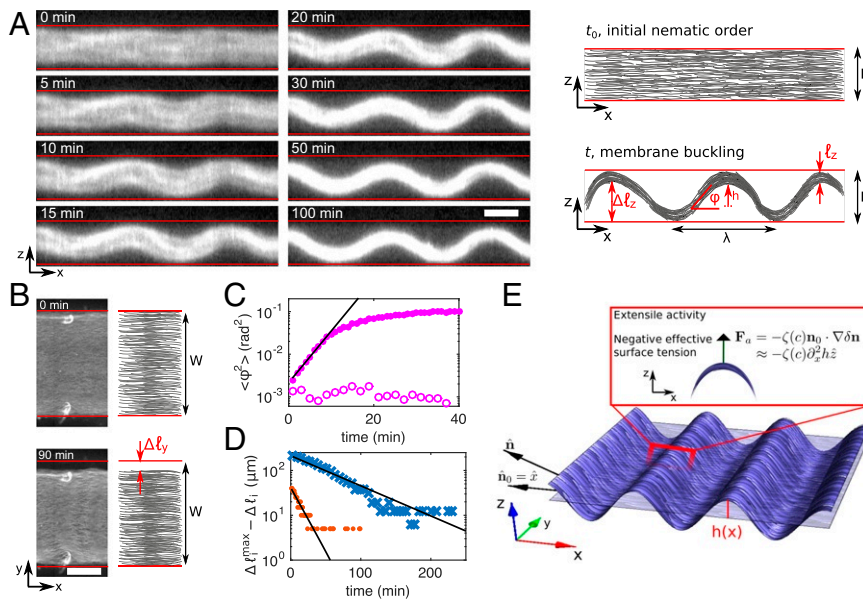 A
0 min
5 min
10 min
15 min
20 min
30 min
50 min
100 min
z
x
t₀, initial nematic order
z
x
t, membrane buckling
ℓz
Δℓz
φ
h
z
x
λ
B
0 min
W
90 min
Δℓy
W
y
x
C
<φ²> (rad²)
10⁻¹
10⁻²
10⁻³
0
20
40
time (min)
D
Δℓᵢᵐᵃˣ − Δℓᵢ (μm)
10²
10¹
10⁰
0
100
200
time (min)
E
Extensile activity
Negative effective
surface tension
Fₐ = −ζ(c)n₀ · ∇δn
≈ −ζ(c)∂ₓ²hẑ
z
x
n̂
n̂₀ = x̂
z
y
x
h(x)